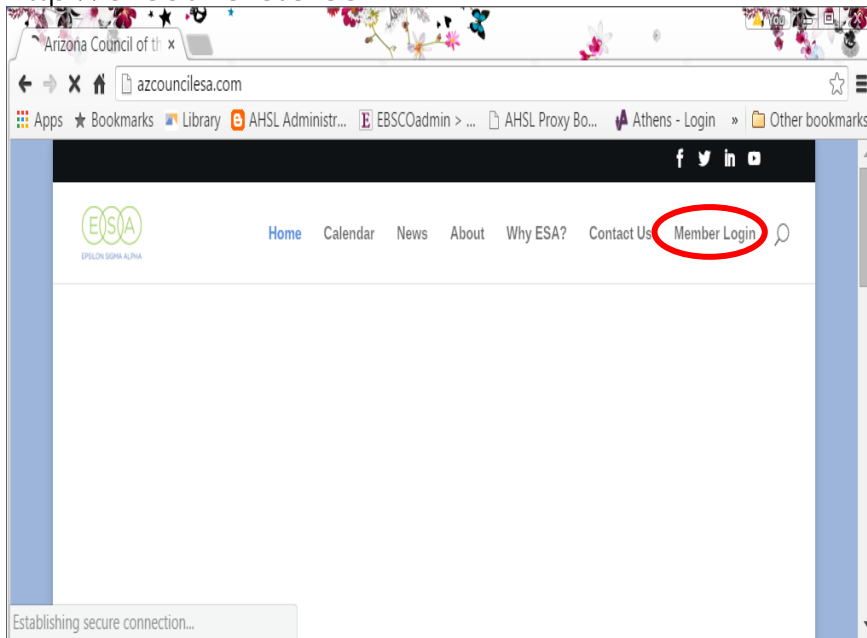 You
Arizona Council of th ×
azcouncilesa.com
Apps Bookmarks Library AHSL Administr... EBSCOadmin > ... AHSL Proxy Bo... Athens - Login » Other bookmarks
f in
ESA
EPSILON SIGMA ALPHA
Home Calendar News About Why ESA? Contact Us Member Login
Establishing secure connection...